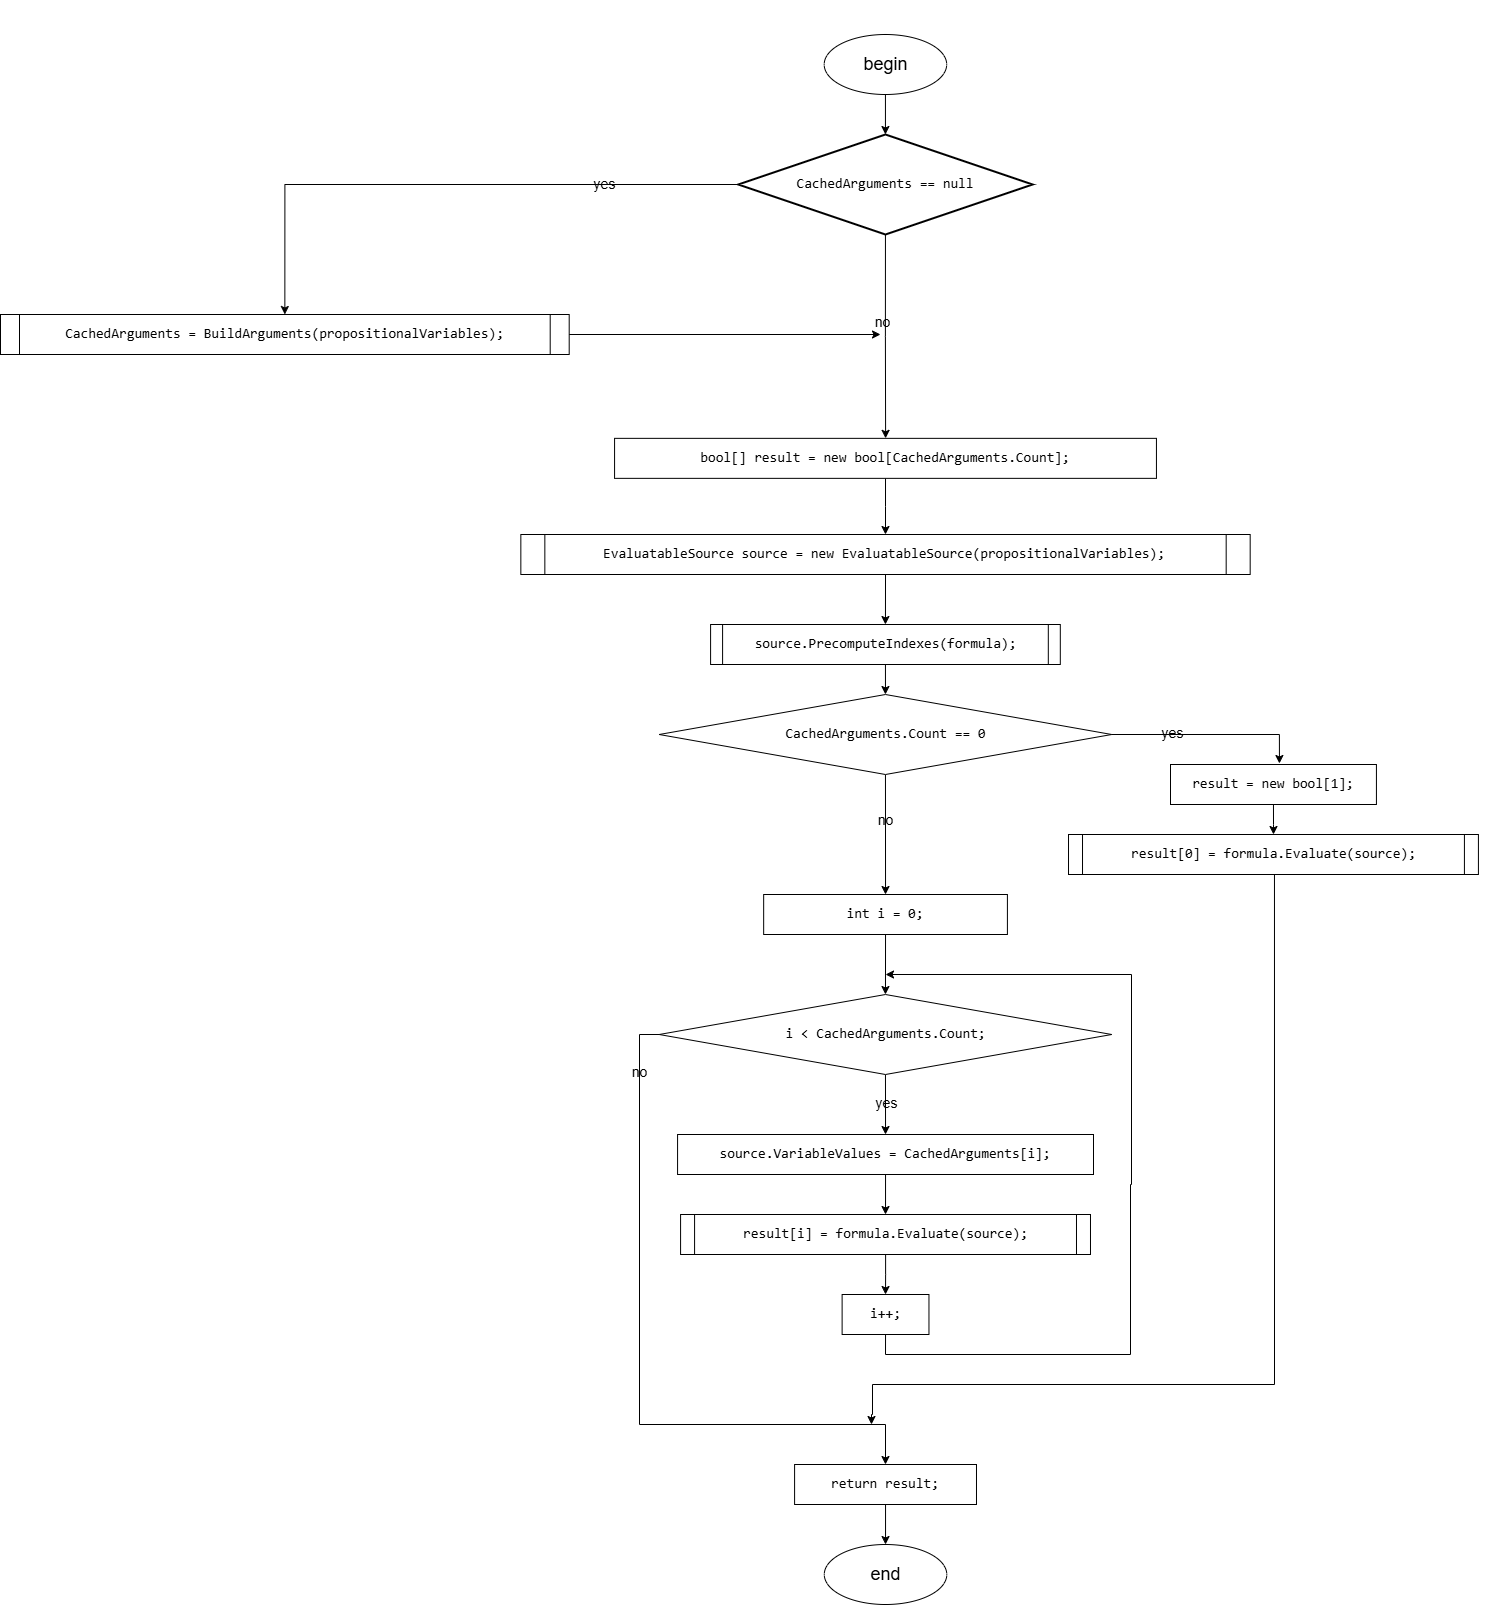 begin
CachedArguments == null
yes
no
CachedArguments = BuildArguments(propositionalVariables);
bool[] result = new bool[CachedArguments.Count];
EvaluatableSource source = new EvaluatableSource(propositionalVariables);
source.PrecomputeIndexes(formula);
CachedArguments.Count == 0
yes
result = new bool[1];
no
result[0] = formula.Evaluate(source);
int i = 0;
i < CachedArguments.Count;
no
yes
source.VariableValues = CachedArguments[i];
result[i] = formula.Evaluate(source);
i++;
return result;
end